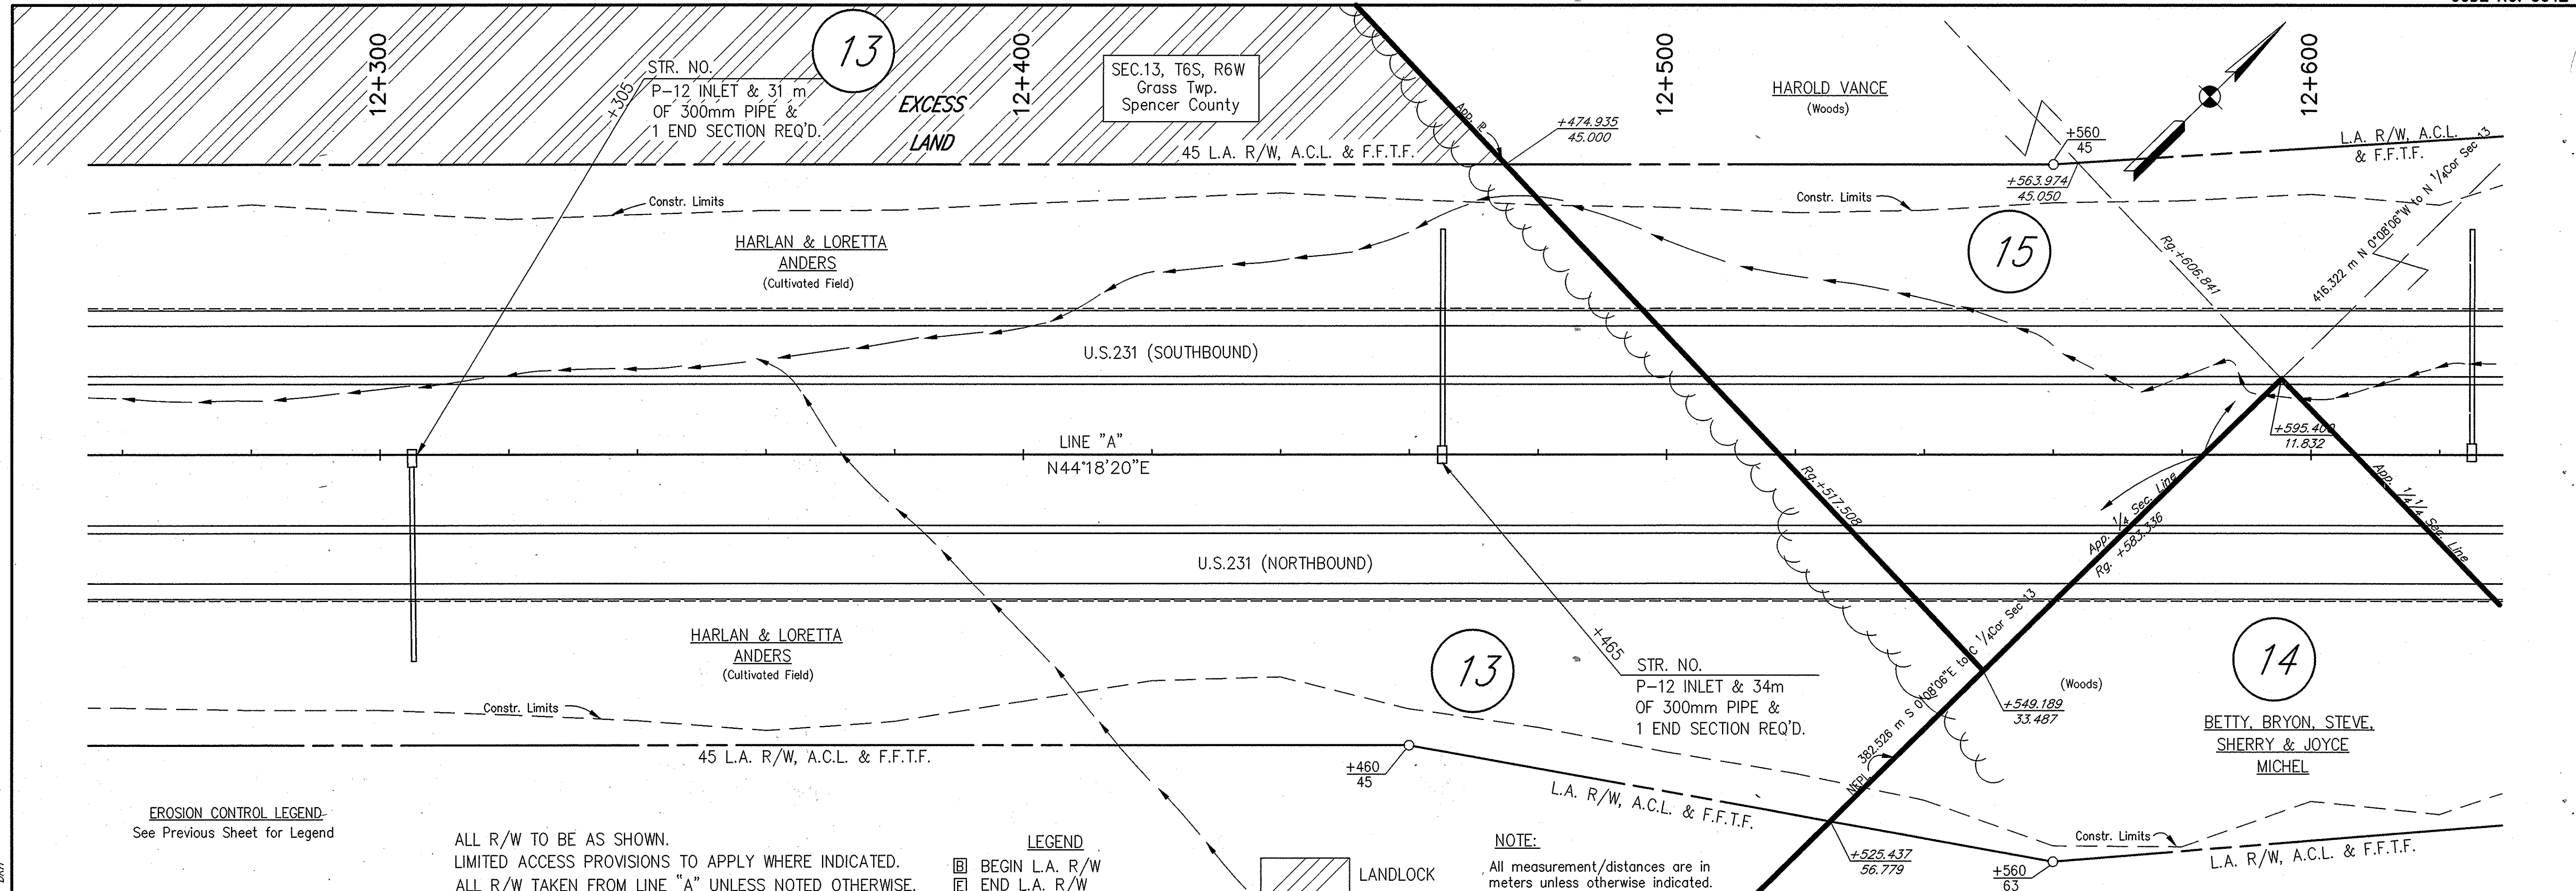 12+300
13
12+400
12+500
12+600
STR. NO.
P-12 INLET & 31 m
OF 300mm PIPE &
1 END SECTION REQ'D.
+305
EXCESS
LAND
SEC.13, T6S, R6W
Grass Twp.
Spencer County
45 L.A. R/W, A.C.L. & F.F.T.F.
+474.935
45.000
HAROLD VANCE
(Woods)
+560
45
+563.974
45.050
L.A. R/W, A.C.L.
& F.F.T.F.
Constr. Limits
Constr. Limits
HARLAN & LORETTA
ANDERS
(Cultivated Field)
15
Rg.+606.841
416.322 m N 0°08'06"W to N 1/4Cor Sec 13
U.S.231 (SOUTHBOUND)
LINE "A"
N44°18'20"E
11.832
Rg.+517.508
App. 1/4 Sec. Line
Rg. +583.336
App. 1/4 1/4 Sec. Line
U.S.231 (NORTHBOUND)
HARLAN & LORETTA
ANDERS
(Cultivated Field)
13
+465
STR. NO.
P-12 INLET & 34m
OF 300mm PIPE &
1 END SECTION REQ'D.
382.526 m S 0°08'06"E to C 1/4Cor Sec 13
+549.189
33.487
(Woods)
14
BETTY, BRYON, STEVE,
SHERRY & JOYCE
MICHEL
Constr. Limits
45 L.A. R/W, A.C.L. & F.F.T.F.
+460
45
L.A. R/W, A.C.L. & F.F.T.F.
+525.437
56.779
+560
63
Constr. Limits
L.A. R/W, A.C.L. & F.F.T.F.
EROSION CONTROL LEGEND
See Previous Sheet for Legend
ALL R/W TO BE AS SHOWN.
LIMITED ACCESS PROVISIONS TO APPLY WHERE INDICATED.
ALL R/W TAKEN FROM LINE "A" UNLESS NOTED OTHERWISE.
LEGEND
B BEGIN L.A. R/W
E END L.A. R/W
LANDLOCK
NOTE:
All measurement/distances are in
meters unless otherwise indicated.